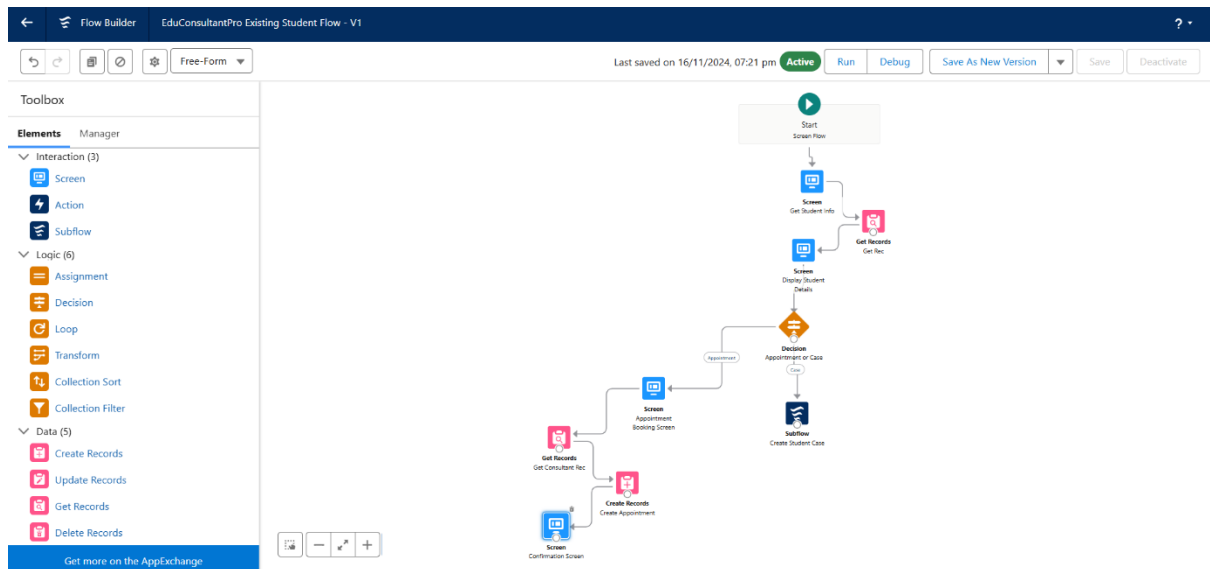 Flow Builder EduConsultantPro Existing Student Flow - V1 ?
Free-Form Last saved on 16/11/2024, 07:21 pm Active Run Debug Save As New Version Save Deactivate
Toolbox
Elements Manager
Interaction (3)
Screen
Action
Subflow
Logic (6)
Assignment
Decision
Loop
Transform
Collection Sort
Collection Filter
Data (5)
Create Records
Update Records
Get Records
Delete Records
Get more on the AppExchange
Start
Screen Flow
Screen
Get Student Info
Get Records
Get Rec
Screen
Display Student
Details
Decision
Appointment or Case
Appointment
Case
Screen
Appointment
Booking Screen
Subflow
Create Student Case
Get Records
Get Consultant Rec
Create Records
Create Appointment
Screen
Confirmation Screen